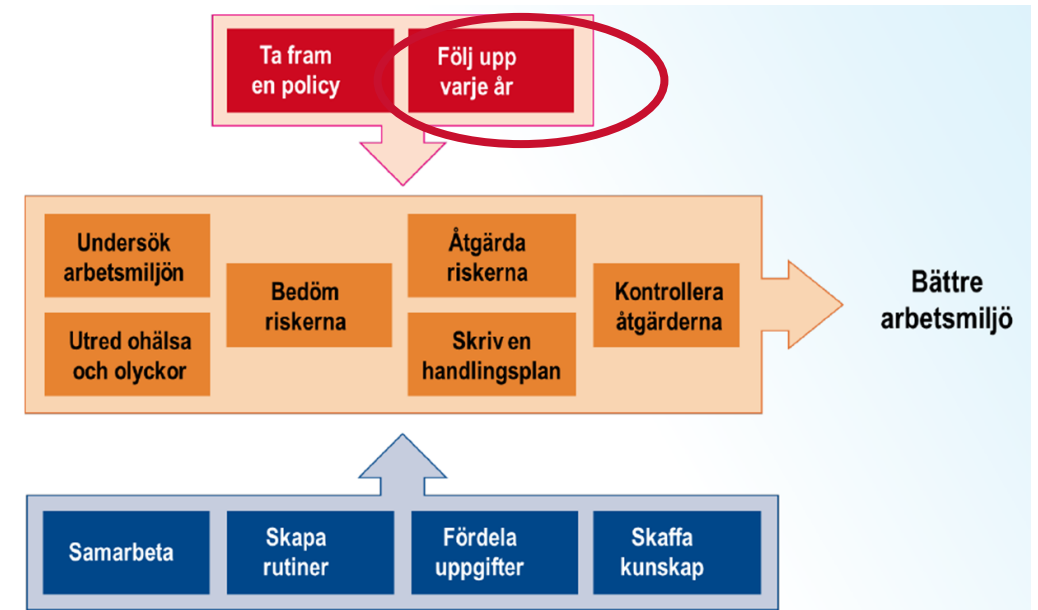 Ta fram
en policy
Följ upp
varje år
Undersök
arbetsmiljön
Utred ohälsa
och olyckor
Bedöm
riskerna
Åtgärda
riskerna
Skriv en
handlingsplan
Kontrollera
åtgärderna
Bättre
arbetsmiljö
Samarbeta
Skapa
rutiner
Fördela
uppgifter
Skaffa
kunskap